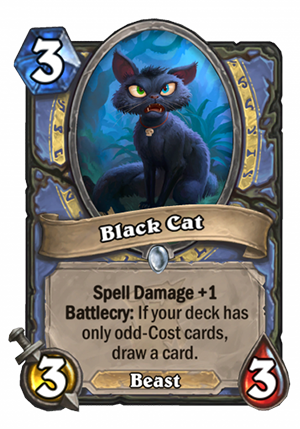 3
Black Cat
Spell Damage +1
Battlecry: If your deck has
only odd-Cost cards,
draw a card.
3
Beast
3